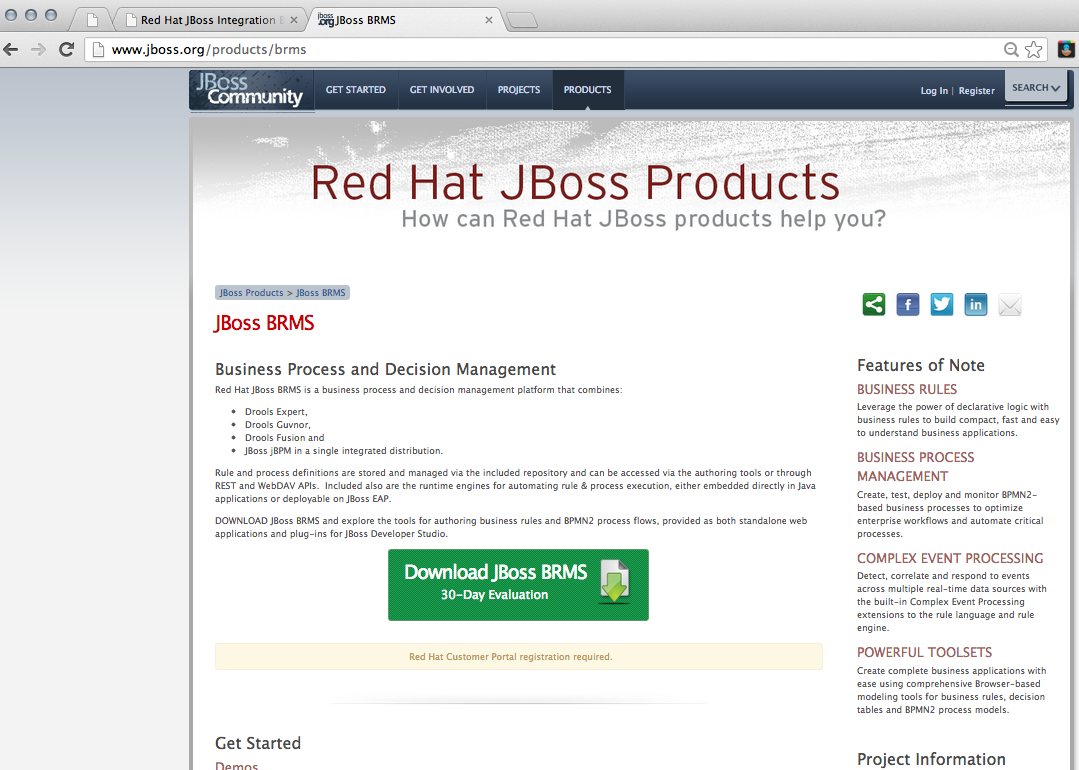 Red Hat JBoss Integration
JBoss BRMS
www.jboss.org/products/brms
JBoss Community
GET STARTED
GET INVOLVED
PROJECTS
PRODUCTS
Log In | Register
SEARCH
Red Hat JBoss Products
How can Red Hat JBoss products help you?
JBoss Products > JBoss BRMS
JBoss BRMS
Business Process and Decision Management
Red Hat JBoss BRMS is a business process and decision management platform that combines:
• Drools Expert,
• Drools Guvnor,
• Drools Fusion and
• JBoss jBPM in a single integrated distribution.
Rule and process definitions are stored and managed via the included repository and can be accessed via the authoring tools or through
REST and WebDAV APIs. Included also are the runtime engines for automating rule & process execution, either embedded directly in Java
applications or deployable on JBoss EAP.
DOWNLOAD JBoss BRMS and explore the tools for authoring business rules and BPMN2 process flows, provided as both standalone web
applications and plug-ins for JBoss Developer Studio.
Download JBoss BRMS
30-Day Evaluation
Red Hat Customer Portal registration required.
Get Started
Demos
Features of Note
BUSINESS RULES
Leverage the power of declarative logic with
business rules to build compact, fast and easy
to understand business applications.
BUSINESS PROCESS
MANAGEMENT
Create, test, deploy and monitor BPMN2-
based business processes to optimize
enterprise workflows and automate critical
processes.
COMPLEX EVENT PROCESSING
Detect, correlate and respond to events
across multiple real-time data sources with
the built-in Complex Event Processing
extensions to the rule language and rule
engine.
POWERFUL TOOLSETS
Create complete business applications with
ease using comprehensive Browser-based
modeling tools for business rules, decision
tables and BPMN2 process models.
Project Information